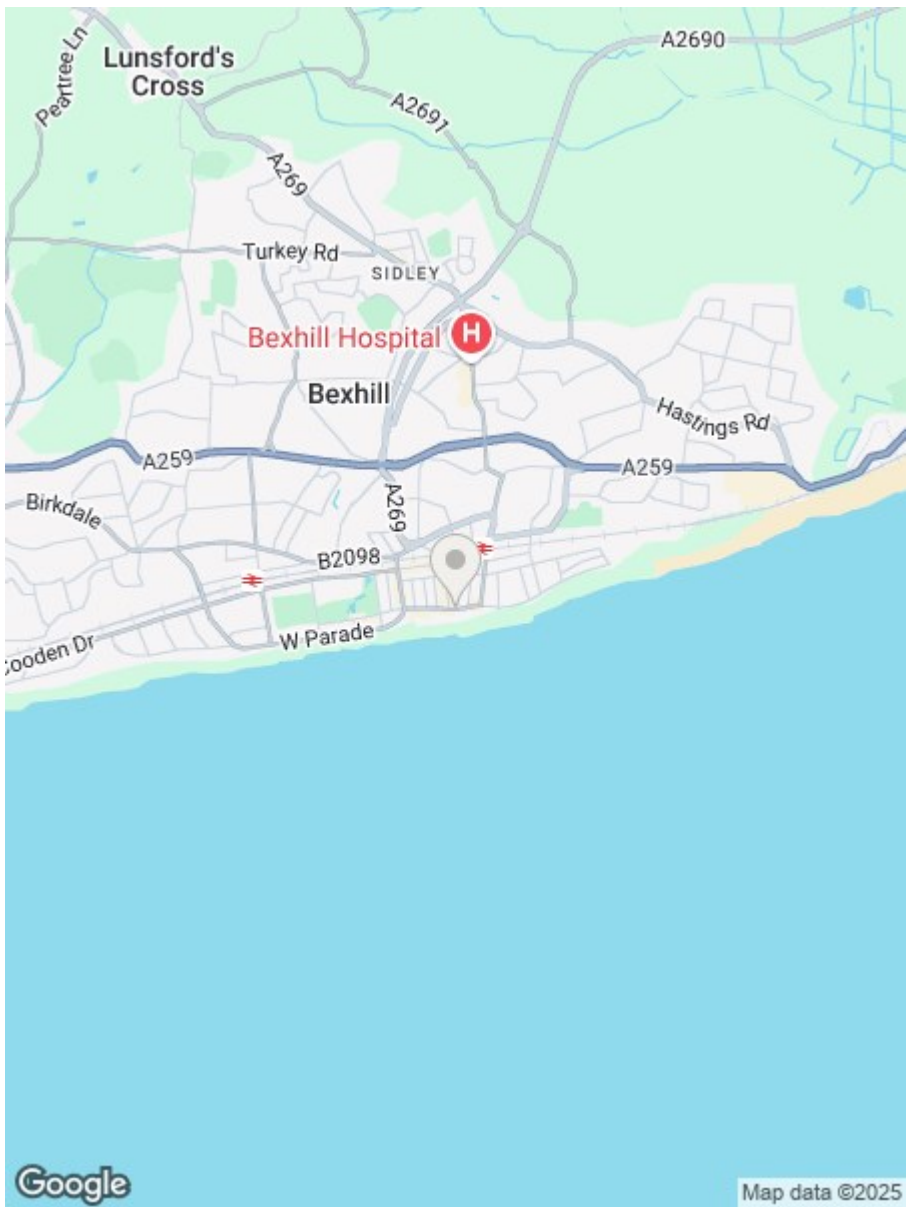 A2690
Lunsford's
Cross
Peartree Ln
A2691
A269
Turkey Rd
SIDLEY
Bexhill Hospital
H
Bexhill
Hastings Rd
A259
A259
Birkdale
A269
B2098
W Parade
Cooden Dr
Google
Map data ©2025